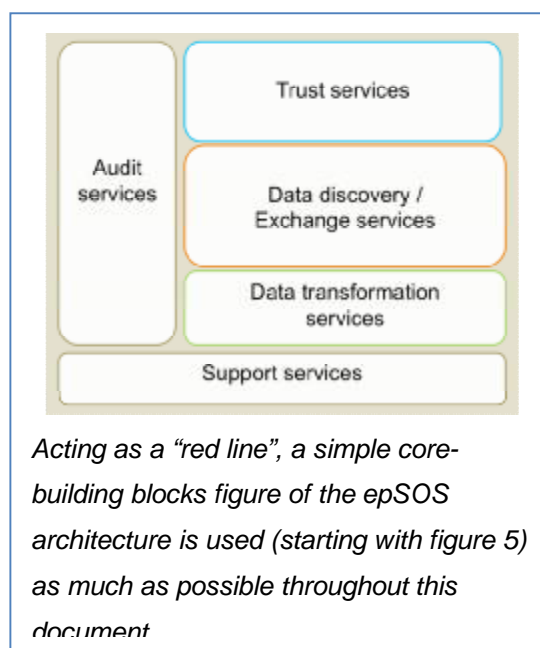 Trust services
Audit
services
Data discovery /
Exchange services
Data transformation
services
Support services
Acting as a “red line”, a simple core-
building blocks figure of the epSOS
architecture is used (starting with figure 5)
as much as possible throughout this
document